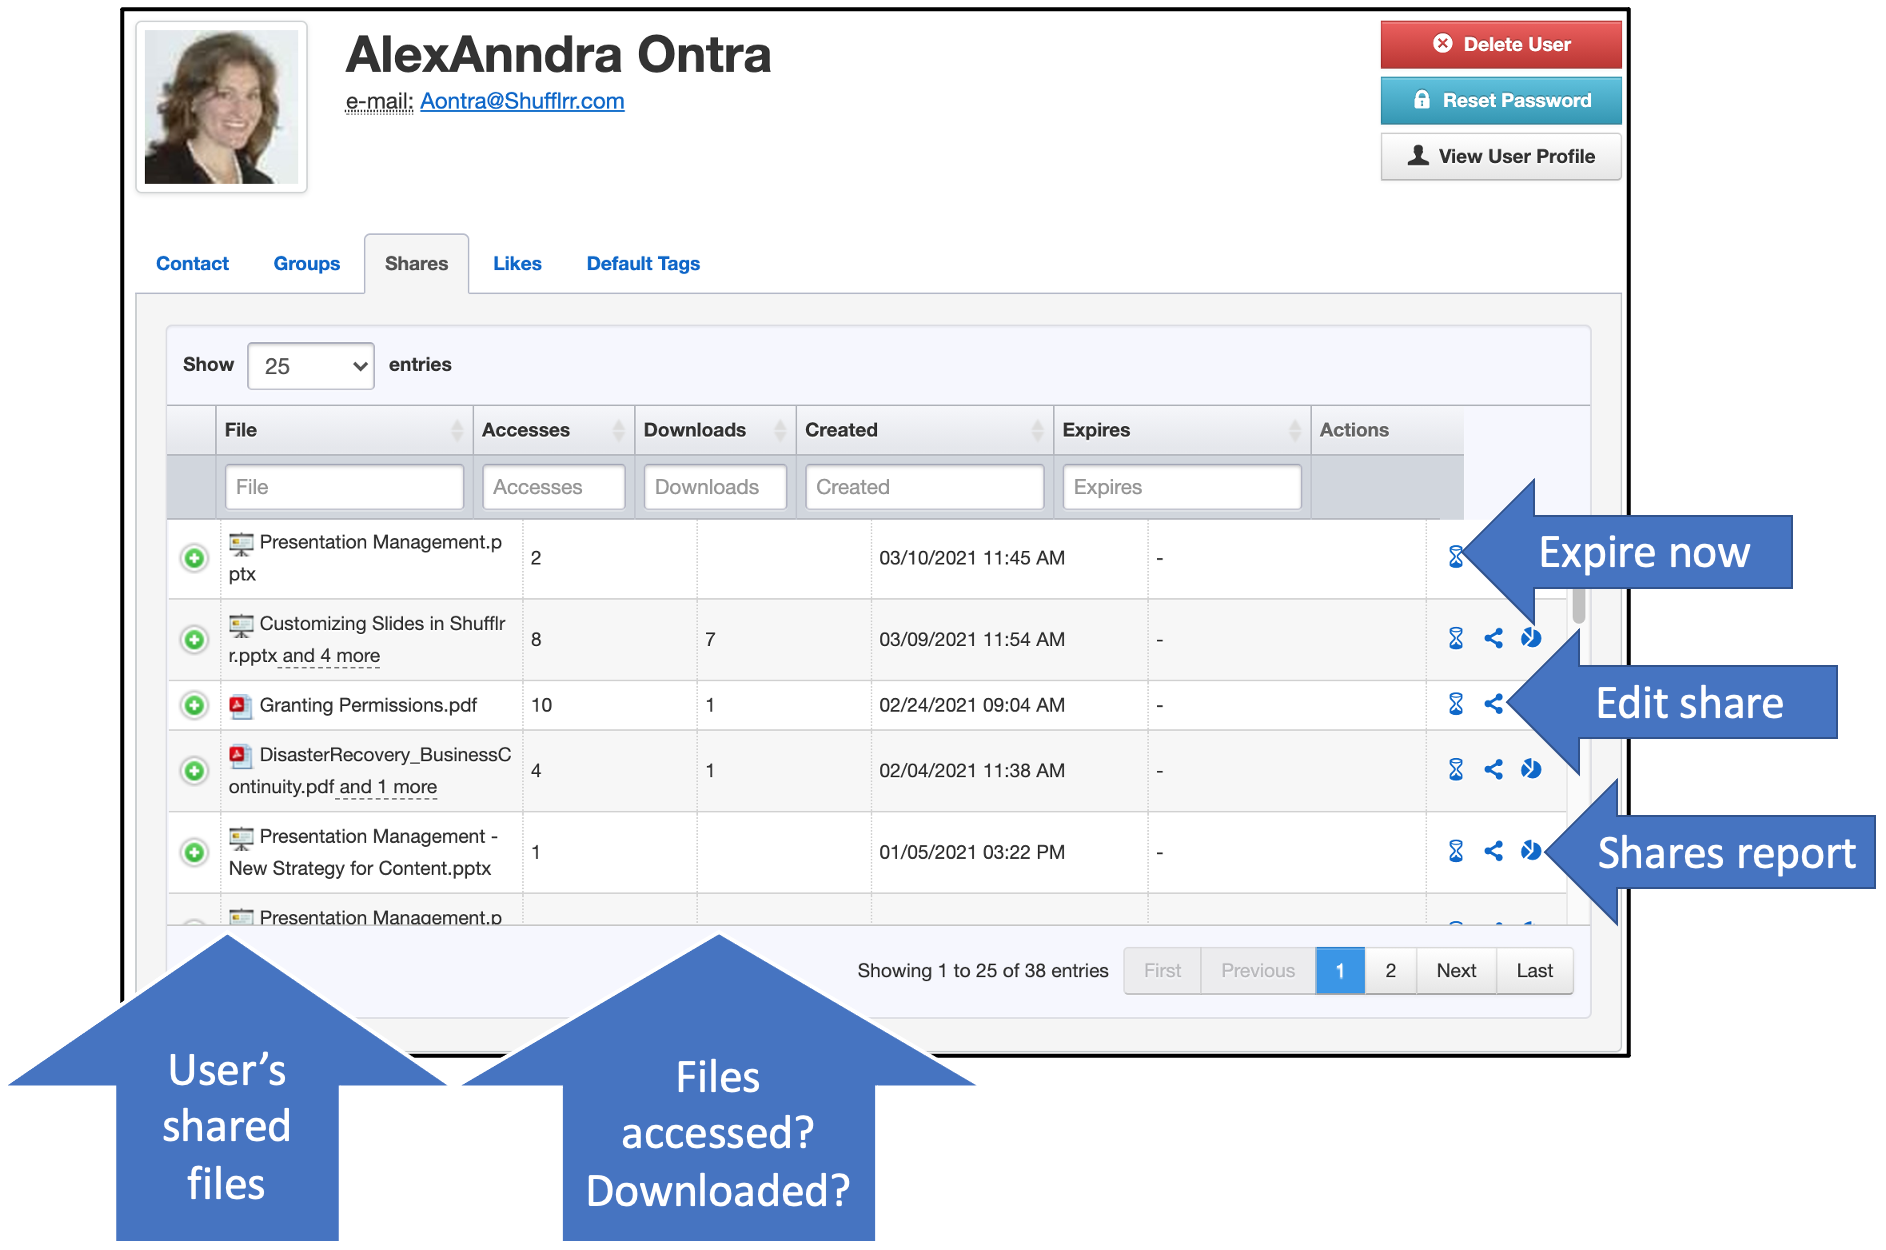 AlexAnndra Ontra
e-mail: Aontra@Shufflrr.com
Delete User
Reset Password
View User Profile
Contact
Groups
Shares
Likes
Default Tags
Show 25 entries
File Accesses Downloads Created Expires Actions
File Accesses Downloads Created Expires
Presentation Management.p
ptx
2 03/10/2021 11:45 AM -
Expire now
Customizing Slides in Shufflr
r.pptx and 4 more
8 7 03/09/2021 11:54 AM -
Granting Permissions.pdf 10 1 02/24/2021 09:04 AM -
Edit share
DisasterRecovery_BusinessC
ontinuity.pdf and 1 more
4 1 02/04/2021 11:38 AM -
Presentation Management -
New Strategy for Content.pptx
1 01/05/2021 03:22 PM -
Shares report
Presentation Management.p
Showing 1 to 25 of 38 entries First Previous 1 2 Next Last
User’s
shared
files
Files
accessed?
Downloaded?